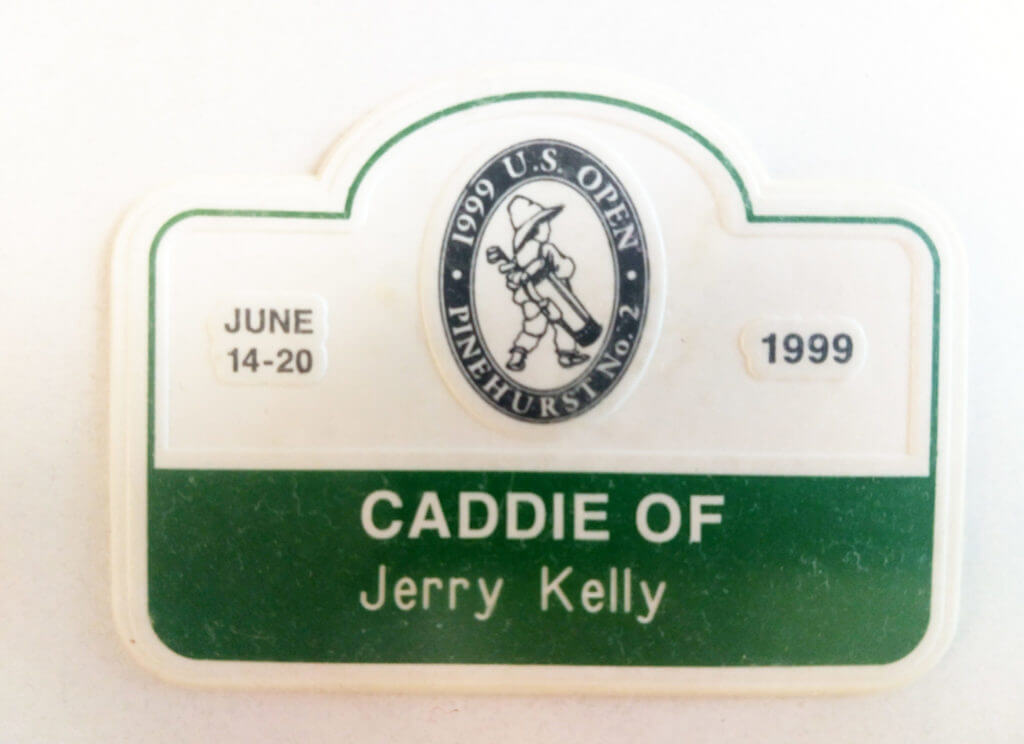 1999 U.S. OPEN
PINEHURST No. 2
JUNE
14-20
1999
CADDIE OF
Jerry Kelly